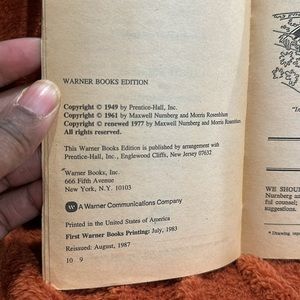 WARNER BOOKS EDITION
Copyright © 1949 by Prentice-Hall, Inc.
Copyright © 1961 by Maxwell Nurnberg and Morris Rosenblum
Copyright © renewed 1977 by Maxwell Nurnberg and Morris Rosenblum
All rights reserved.
This Warner Books Edition is published by arrangement with
Prentice-Hall, Inc., Englewood Cliffs, New Jersey 07632
Warner Books, Inc.
666 Fifth Avenue
New York, N.Y. 10103
A Warner Communications Company
Printed in the United States of America
First Warner Books Printing: July, 1983
Reissued: August, 1987
10 9
WE SHOU
Nurnberg a
ful counsel;
suggestions.
* Drawing